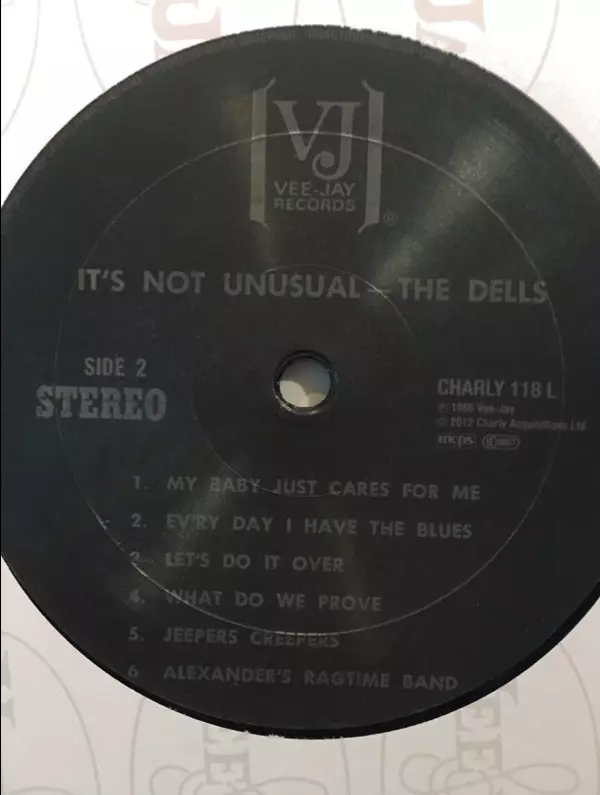 VJ
VEE-JAY
RECORDS
®
IT'S NOT UNUSUAL – THE DELLS
SIDE 2
STEREO
CHARLY 118 L
℗ 1966 Vee-Jay
© 2012 Charly Acquisitions Ltd.
mcps
1. MY BABY JUST CARES FOR ME
2. EV'RY DAY I HAVE THE BLUES
3. LET'S DO IT OVER
4. WHAT DO WE PROVE
5. JEEPERS CREEPERS
6 ALEXANDER'S RAGTIME BAND